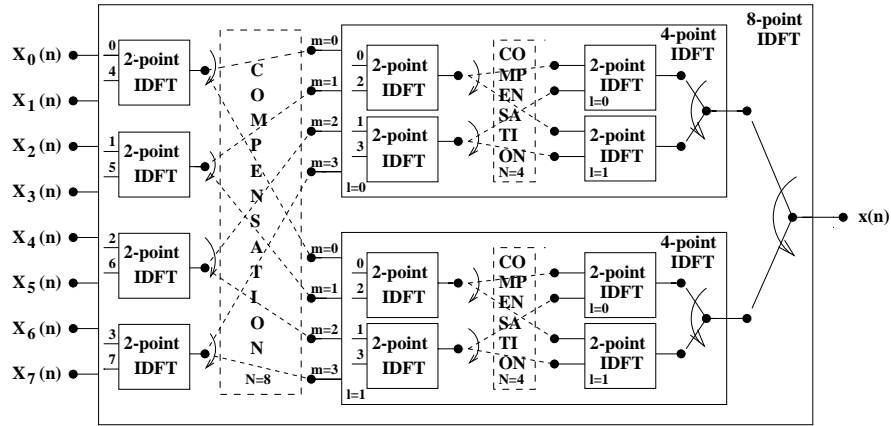 8-point
IDFT
X0(n)
X1(n)
X2(n)
X3(n)
X4(n)
X5(n)
X6(n)
X7(n)
0
4
2-point
IDFT
1
5
2-point
IDFT
2
6
2-point
IDFT
3
7
2-point
IDFT
COMPENSATION
N=8
m=0
m=1
m=2
m=3
l=0
4-point
IDFT
0
2
2-point
IDFT
1
3
2-point
IDFT
CO
MP
EN
SA
TI
ON
N=4
2-point
IDFT
l=0
2-point
IDFT
l=1
m=0
m=1
m=2
m=3
l=1
4-point
IDFT
0
2
2-point
IDFT
1
3
2-point
IDFT
CO
MP
EN
SA
TI
ON
N=4
2-point
IDFT
l=0
2-point
IDFT
l=1
x(n)